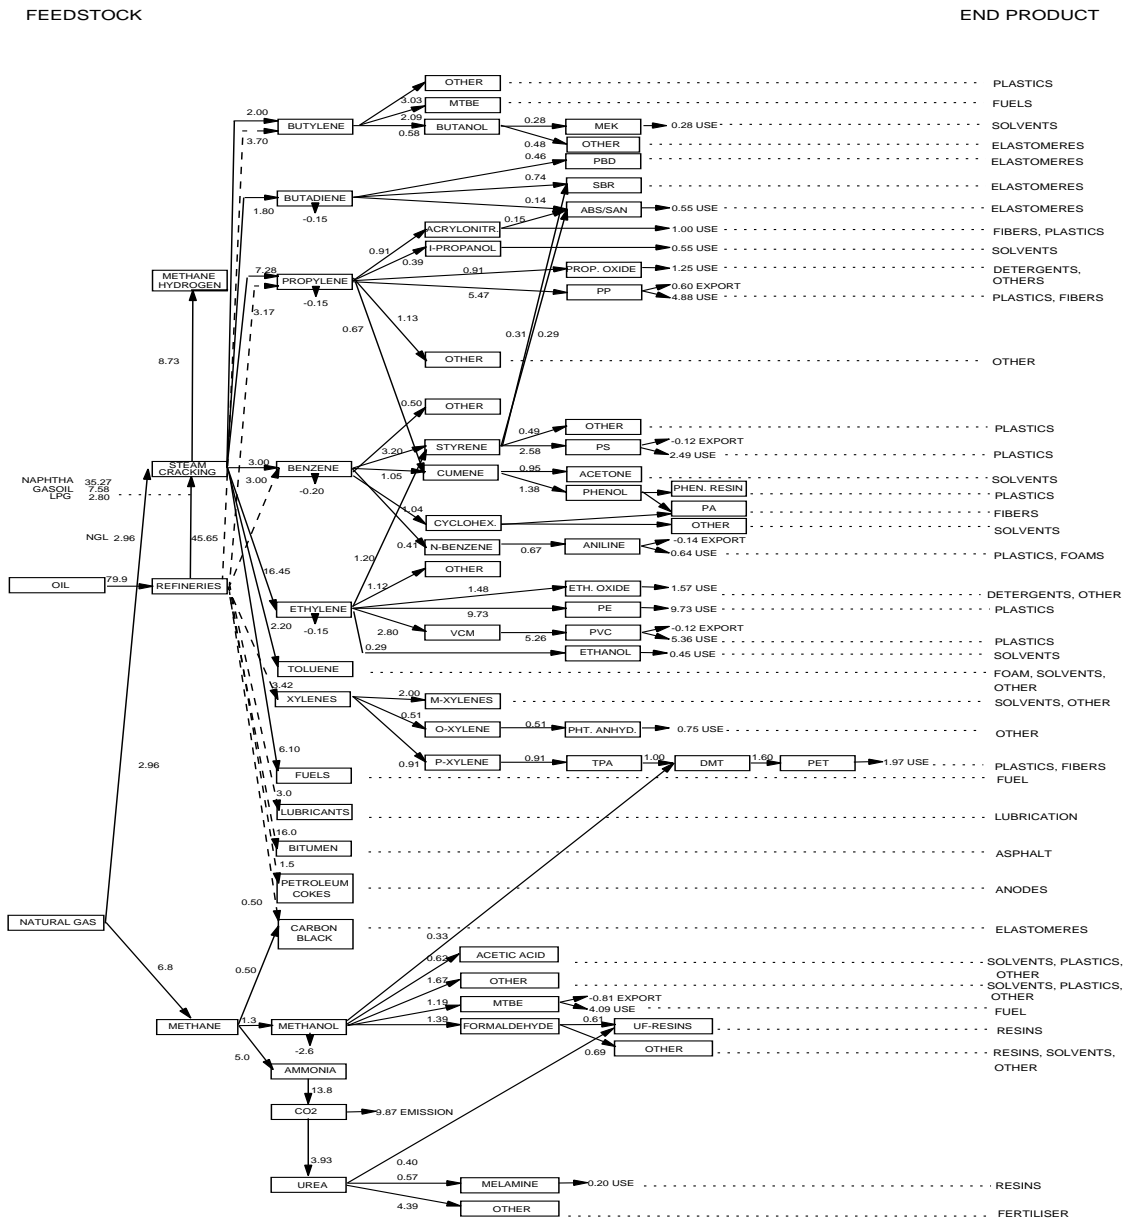 FEEDSTOCK END PRODUCT
OTHER PLASTICS
3.03 MTBE FUELS
2.00 BUTYLENE 2.09 BUTANOL 0.28 MEK 0.28 USE SOLVENTS
3.70 0.58
0.48 OTHER ELASTOMERES
0.46 PBD ELASTOMERES
0.74 SBR ELASTOMERES
BUTADIENE 0.14 ABS/SAN 0.55 USE ELASTOMERES
1.80 -0.15
0.15
ACRYLONITR. 1.00 USE FIBERS, PLASTICS
0.91 I-PROPANOL 0.55 USE SOLVENTS
0.39
METHANE HYDROGEN 7.28 PROPYLENE 0.91 PROP. OXIDE 1.25 USE DETERGENTS, OTHERS
-0.15 5.47 PP 0.60 EXPORT
4.88 USE PLASTICS, FIBERS
3.17
0.67 1.13 0.31 0.29
8.73 OTHER OTHER
0.50 OTHER
0.49 OTHER PLASTICS
STYRENE 2.58 PS -0.12 EXPORT
2.49 USE PLASTICS
STEAM CRACKING 3.00 BENZENE 3.20
3.00 -0.20 1.05 CUMENE 0.95 ACETONE SOLVENTS
NAPHTHA 35.27
GASOIL 7.58
LPG 2.80
1.38 PHENOL PHEN. RESIN PLASTICS
PA FIBERS
1.04 CYCLOHEX. OTHER SOLVENTS
NGL 2.96 45.65
0.41 N-BENZENE 0.67 ANILINE -0.14 EXPORT
0.64 USE PLASTICS, FOAMS
1.20
16.45 OTHER
OIL 79.9 REFINERIES 1.12 1.48 ETH. OXIDE 1.57 USE DETERGENTS, OTHER
ETHYLENE 9.73 PE 9.73 USE PLASTICS
-0.15
2.20 2.80 VCM 5.26 PVC -0.12 EXPORT
5.36 USE PLASTICS
0.29 ETHANOL 0.45 USE SOLVENTS
TOLUENE FOAM, SOLVENTS, OTHER
3.42
XYLENES 2.00 M-XYLENES SOLVENTS, OTHER
0.51 O-XYLENE 0.51 PHT. ANHYD. 0.75 USE OTHER
6.10
2.96 0.91 P-XYLENE 0.91 TPA 1.00 DMT 1.60 PET 1.97 USE PLASTICS, FIBERS
FUELS FUEL
3.0
LUBRICANTS LUBRICATION
16.0
BITUMEN ASPHALT
1.5
PETROLEUM COKES ANODES
0.50
NATURAL GAS CARBON BLACK ELASTOMERES
0.33
6.8 0.50 0.62 ACETIC ACID SOLVENTS, PLASTICS, OTHER
1.67 OTHER SOLVENTS, PLASTICS, OTHER
1.19 MTBE -0.81 EXPORT
4.09 USE FUEL
METHANE 1.3 METHANOL 1.39 FORMALDEHYDE 0.61 UF-RESINS RESINS
-2.6
0.69 OTHER RESINS, SOLVENTS, OTHER
5.0
AMMONIA
13.8
CO2 9.87 EMISSION
3.93 0.40
UREA 0.57 MELAMINE 0.20 USE RESINS
4.39 OTHER FERTILISER